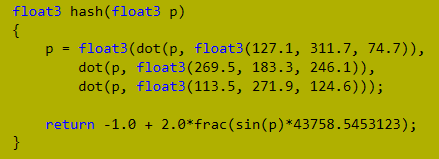 float3 hash(float3 p)
{
    p = float3(dot(p, float3(127.1, 311.7, 74.7)),
        dot(p, float3(269.5, 183.3, 246.1)),
        dot(p, float3(113.5, 271.9, 124.6)));

    return -1.0 + 2.0*frac(sin(p)*43758.5453123);
}